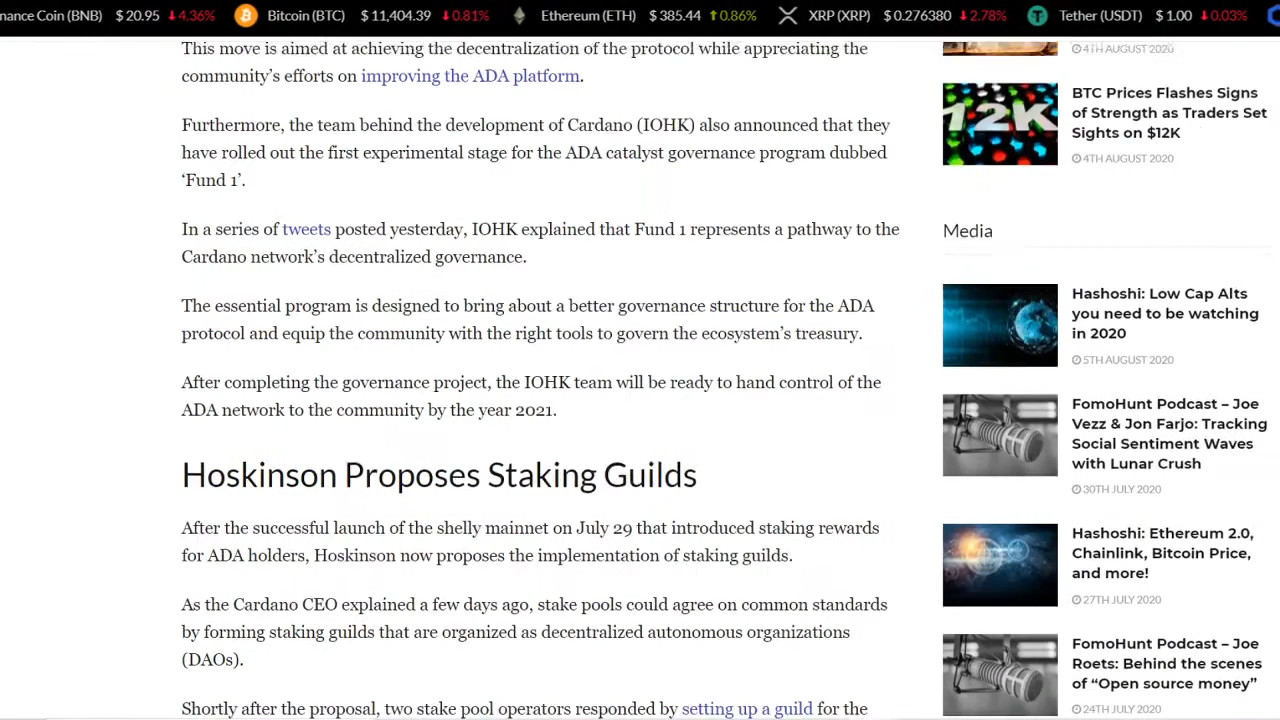 nance Coin (BNB) $ 20.95 4.36% Bitcoin (BTC) $ 11,404.39 0.81% Ethereum (ETH) $ 385.44 0.86% XRP (XRP) $ 0.276380 2.78% Tether (USDT) $ 1.00 0.03%
This move is aimed at achieving the decentralization of the protocol while appreciating the
community’s efforts on improving the ADA platform.
Furthermore, the team behind the development of Cardano (IOHK) also announced that they
have rolled out the first experimental stage for the ADA catalyst governance program dubbed
‘Fund 1’.
In a series of tweets posted yesterday, IOHK explained that Fund 1 represents a pathway to the
Cardano network’s decentralized governance.
The essential program is designed to bring about a better governance structure for the ADA
protocol and equip the community with the right tools to govern the ecosystem’s treasury.
After completing the governance project, the IOHK team will be ready to hand control of the
ADA network to the community by the year 2021.
Hoskinson Proposes Staking Guilds
After the successful launch of the shelly mainnet on July 29 that introduced staking rewards
for ADA holders, Hoskinson now proposes the implementation of staking guilds.
As the Cardano CEO explained a few days ago, stake pools could agree on common standards
by forming staking guilds that are organized as decentralized autonomous organizations
(DAOs).
Shortly after the proposal, two stake pool operators responded by setting up a guild for the
4TH AUGUST 2020
12K
BTC Prices Flashes Signs
of Strength as Traders Set
Sights on $12K
4TH AUGUST 2020
Media
Hashoshi: Low Cap Alts
you need to be watching
in 2020
5TH AUGUST 2020
FomoHunt Podcast – Joe
Vezz & Jon Farjo: Tracking
Social Sentiment Waves
with Lunar Crush
30TH JULY 2020
Hashoshi: Ethereum 2.0,
Chainlink, Bitcoin Price,
and more!
27TH JULY 2020
FomoHunt Podcast – Joe
Roets: Behind the scenes
of “Open source money”
24TH JULY 2020